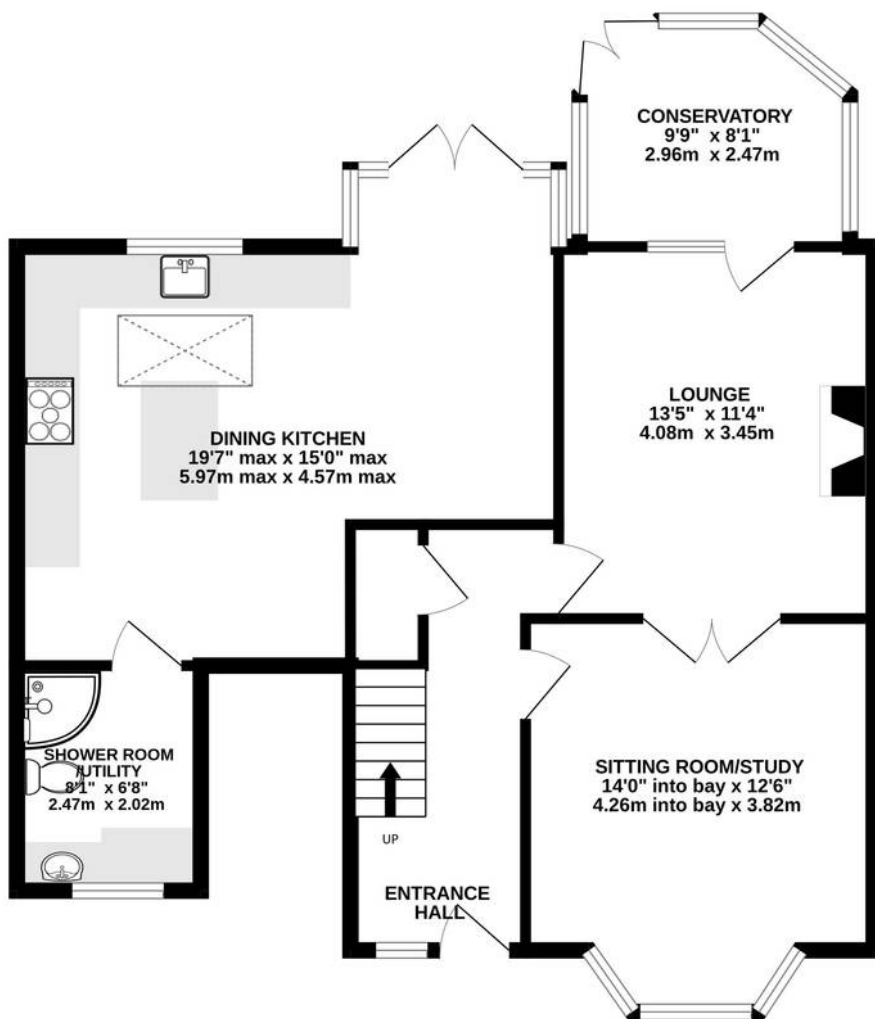 CONSERVATORY
9'9" x 8'1"
2.96m x 2.47m
LOUNGE
13'5" x 11'4"
4.08m x 3.45m
DINING KITCHEN
19'7" max x 15'0" max
5.97m max x 4.57m max
SHOWER ROOM
/UTILITY
8'1" x 6'8"
2.47m x 2.02m
SITTING ROOM/STUDY
14'0" into bay x 12'6"
4.26m into bay x 3.82m
UP
ENTRANCE
HALL